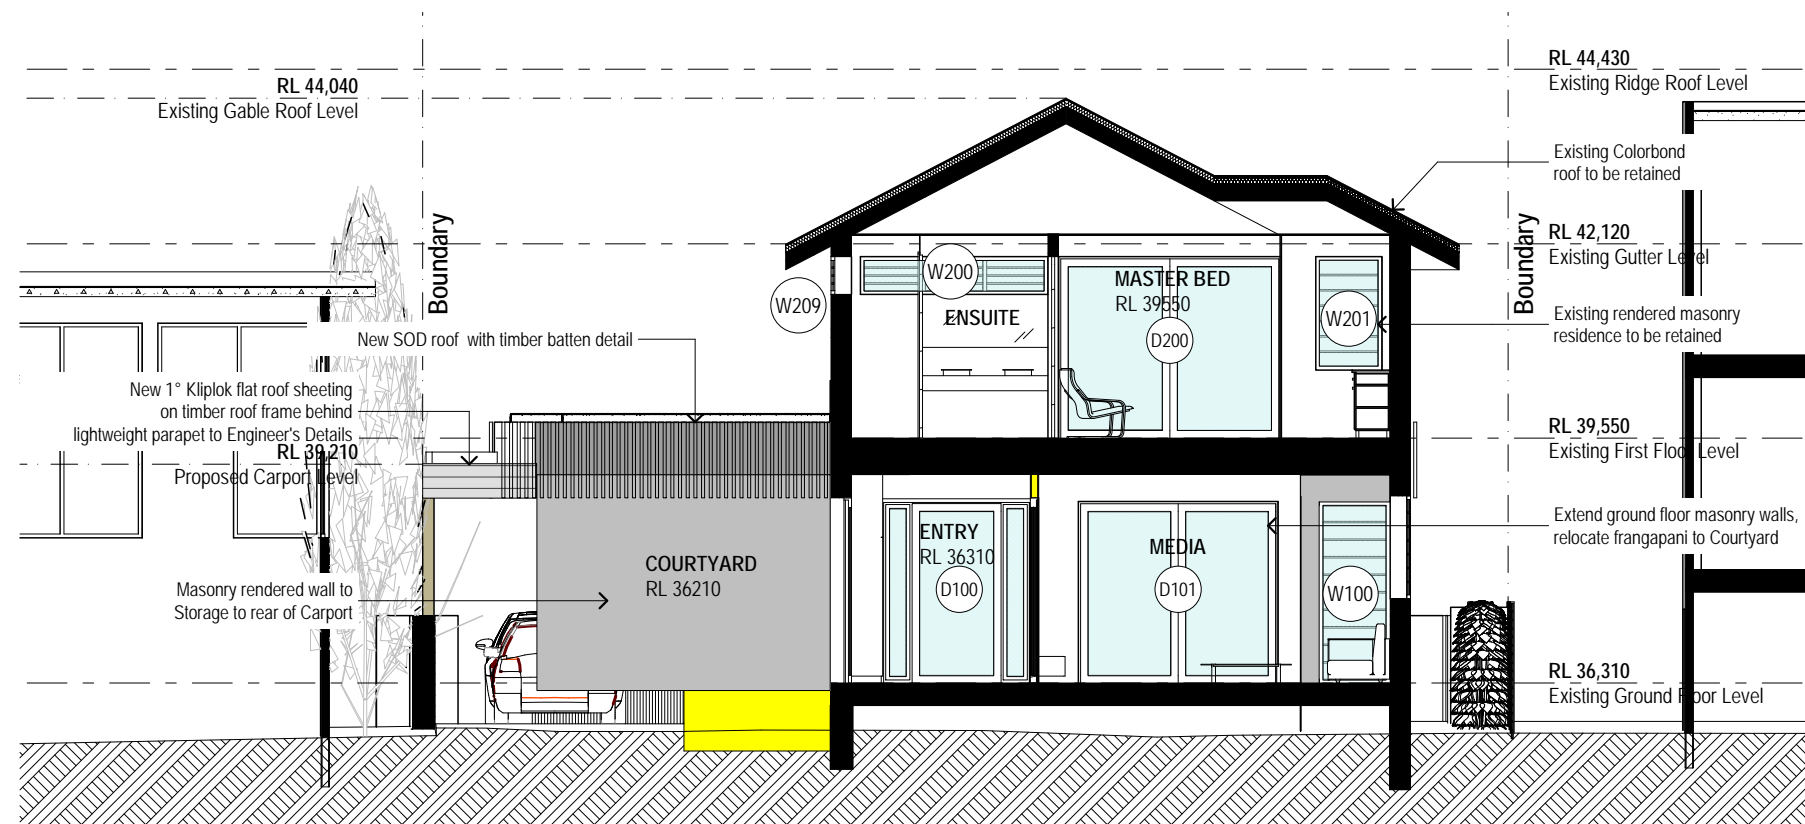 RL 44,040
Existing Gable Roof Level
Boundary
New SOD roof with timber batten detail
New 1° Kliplok flat roof sheeting
on timber roof frame behind
lightweight parapet to Engineer's Details
RL 39,210
Proposed Carport Level
Masonry rendered wall to
Storage to rear of Carport
COURTYARD
RL 36210
W209
W200
ENSUITE
MASTER BED
RL 39550
D200
W201
ENTRY
RL 36310
D100
MEDIA
D101
W100
RL 44,430
Existing Ridge Roof Level
Existing Colorbond
roof to be retained
Boundary
RL 42,120
Existing Gutter Level
Existing rendered masonry
residence to be retained
RL 39,550
Existing First Floor Level
Extend ground floor masonry walls,
relocate frangapani to Courtyard
RL 36,310
Existing Ground Floor Level